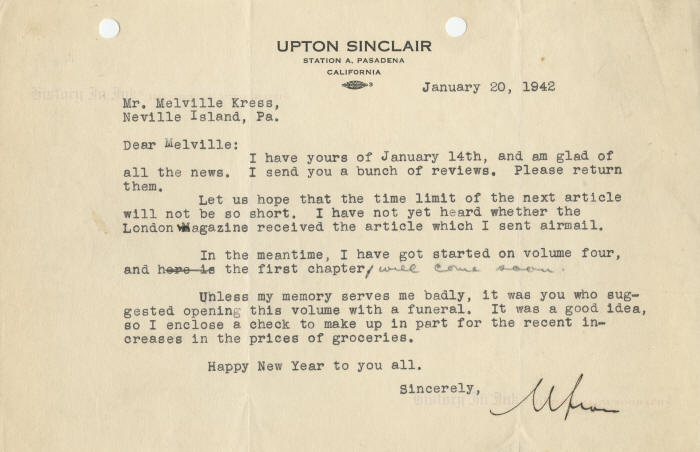 UPTON SINCLAIR
STATION A, PASADENA
CALIFORNIA
January 20, 1942
Mr. Melville Kress,
Neville Island, Pa.
Dear Melville:
I have yours of January 14th, and am glad of
all the news. I send you a bunch of reviews. Please return
them.
Let us hope that the time limit of the next article
will not be so short. I have not yet heard whether the
London Magazine received the article which I sent airmail.
In the meantime, I have got started on volume four,
and here is the first chapter, will come soon.
Unless my memory serves me badly, it was you who sug-
gested opening this volume with a funeral. It was a good idea,
so I enclose a check to make up in part for the recent in-
creases in the prices of groceries.
Happy New Year to you all.
Sincerely,
Upton
History In Ink
History In Ink